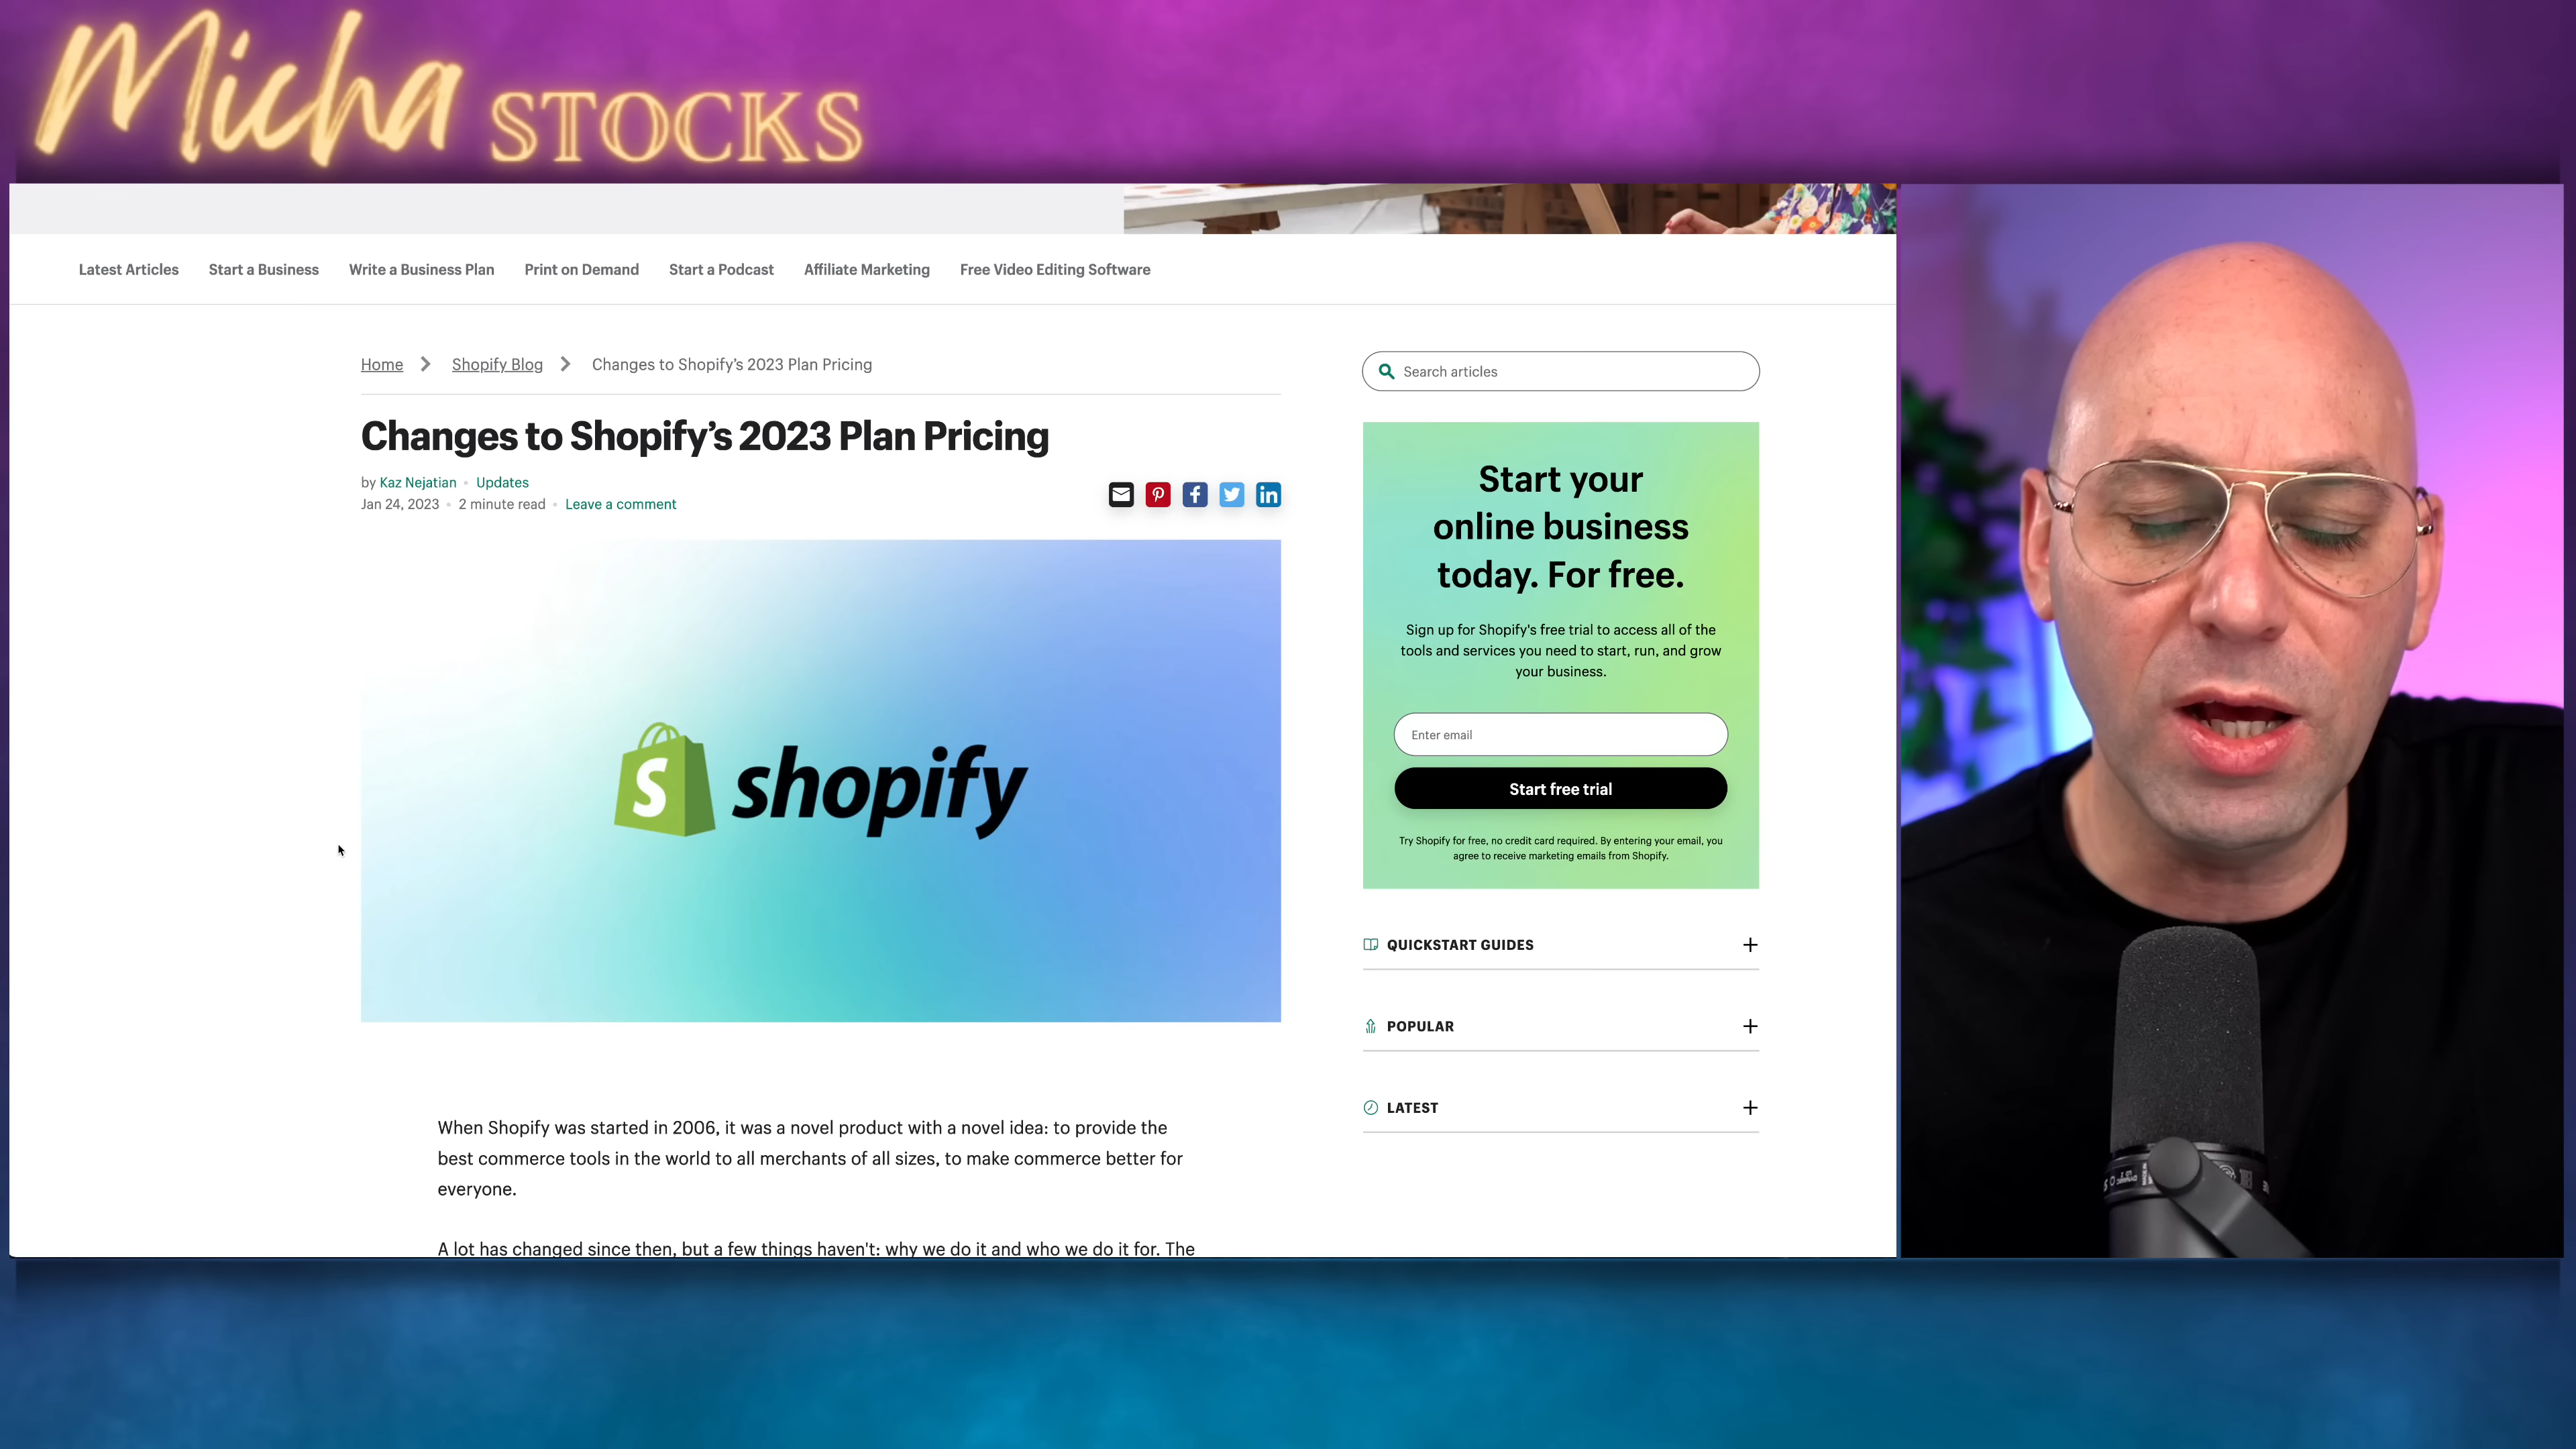 Micha STOCKS
Latest Articles Start a Business Write a Business Plan Print on Demand Start a Podcast Affiliate Marketing Free Video Editing Software
Home Shopify Blog Changes to Shopify's 2023 Plan Pricing
Search articles
Changes to Shopify's 2023 Plan Pricing
by Kaz Nejatian • Updates
Jan 24, 2023 • 2 minute read • Leave a comment
S shopify
When Shopify was started in 2006, it was a novel product with a novel idea: to provide the
best commerce tools in the world to all merchants of all sizes, to make commerce better for
everyone.
A lot has changed since then, but a few things haven't: why we do it and who we do it for. The
Start your
online business
today. For free.
Sign up for Shopify's free trial to access all of the
tools and services you need to start, run, and grow
your business.
Enter email
Start free trial
Try Shopify for free, no credit card required. By entering your email, you
agree to receive marketing emails from Shopify.
QUICKSTART GUIDES
POPULAR
LATEST